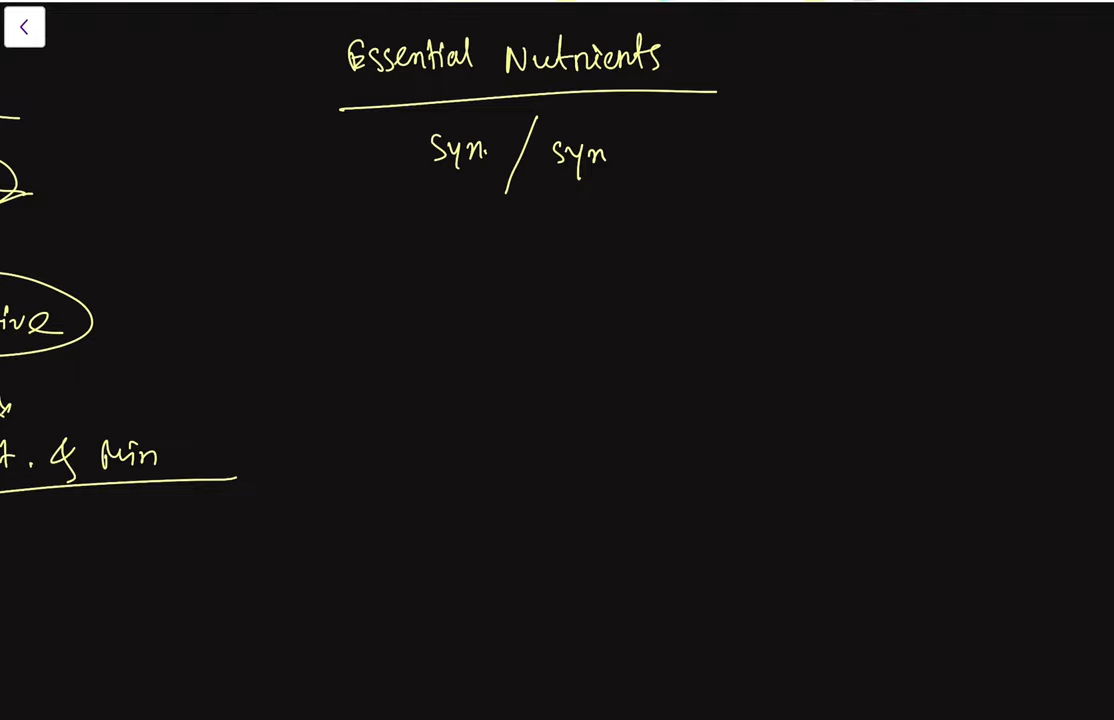 Essential Nutrients
Syn. / Syn
ive
t. & Min